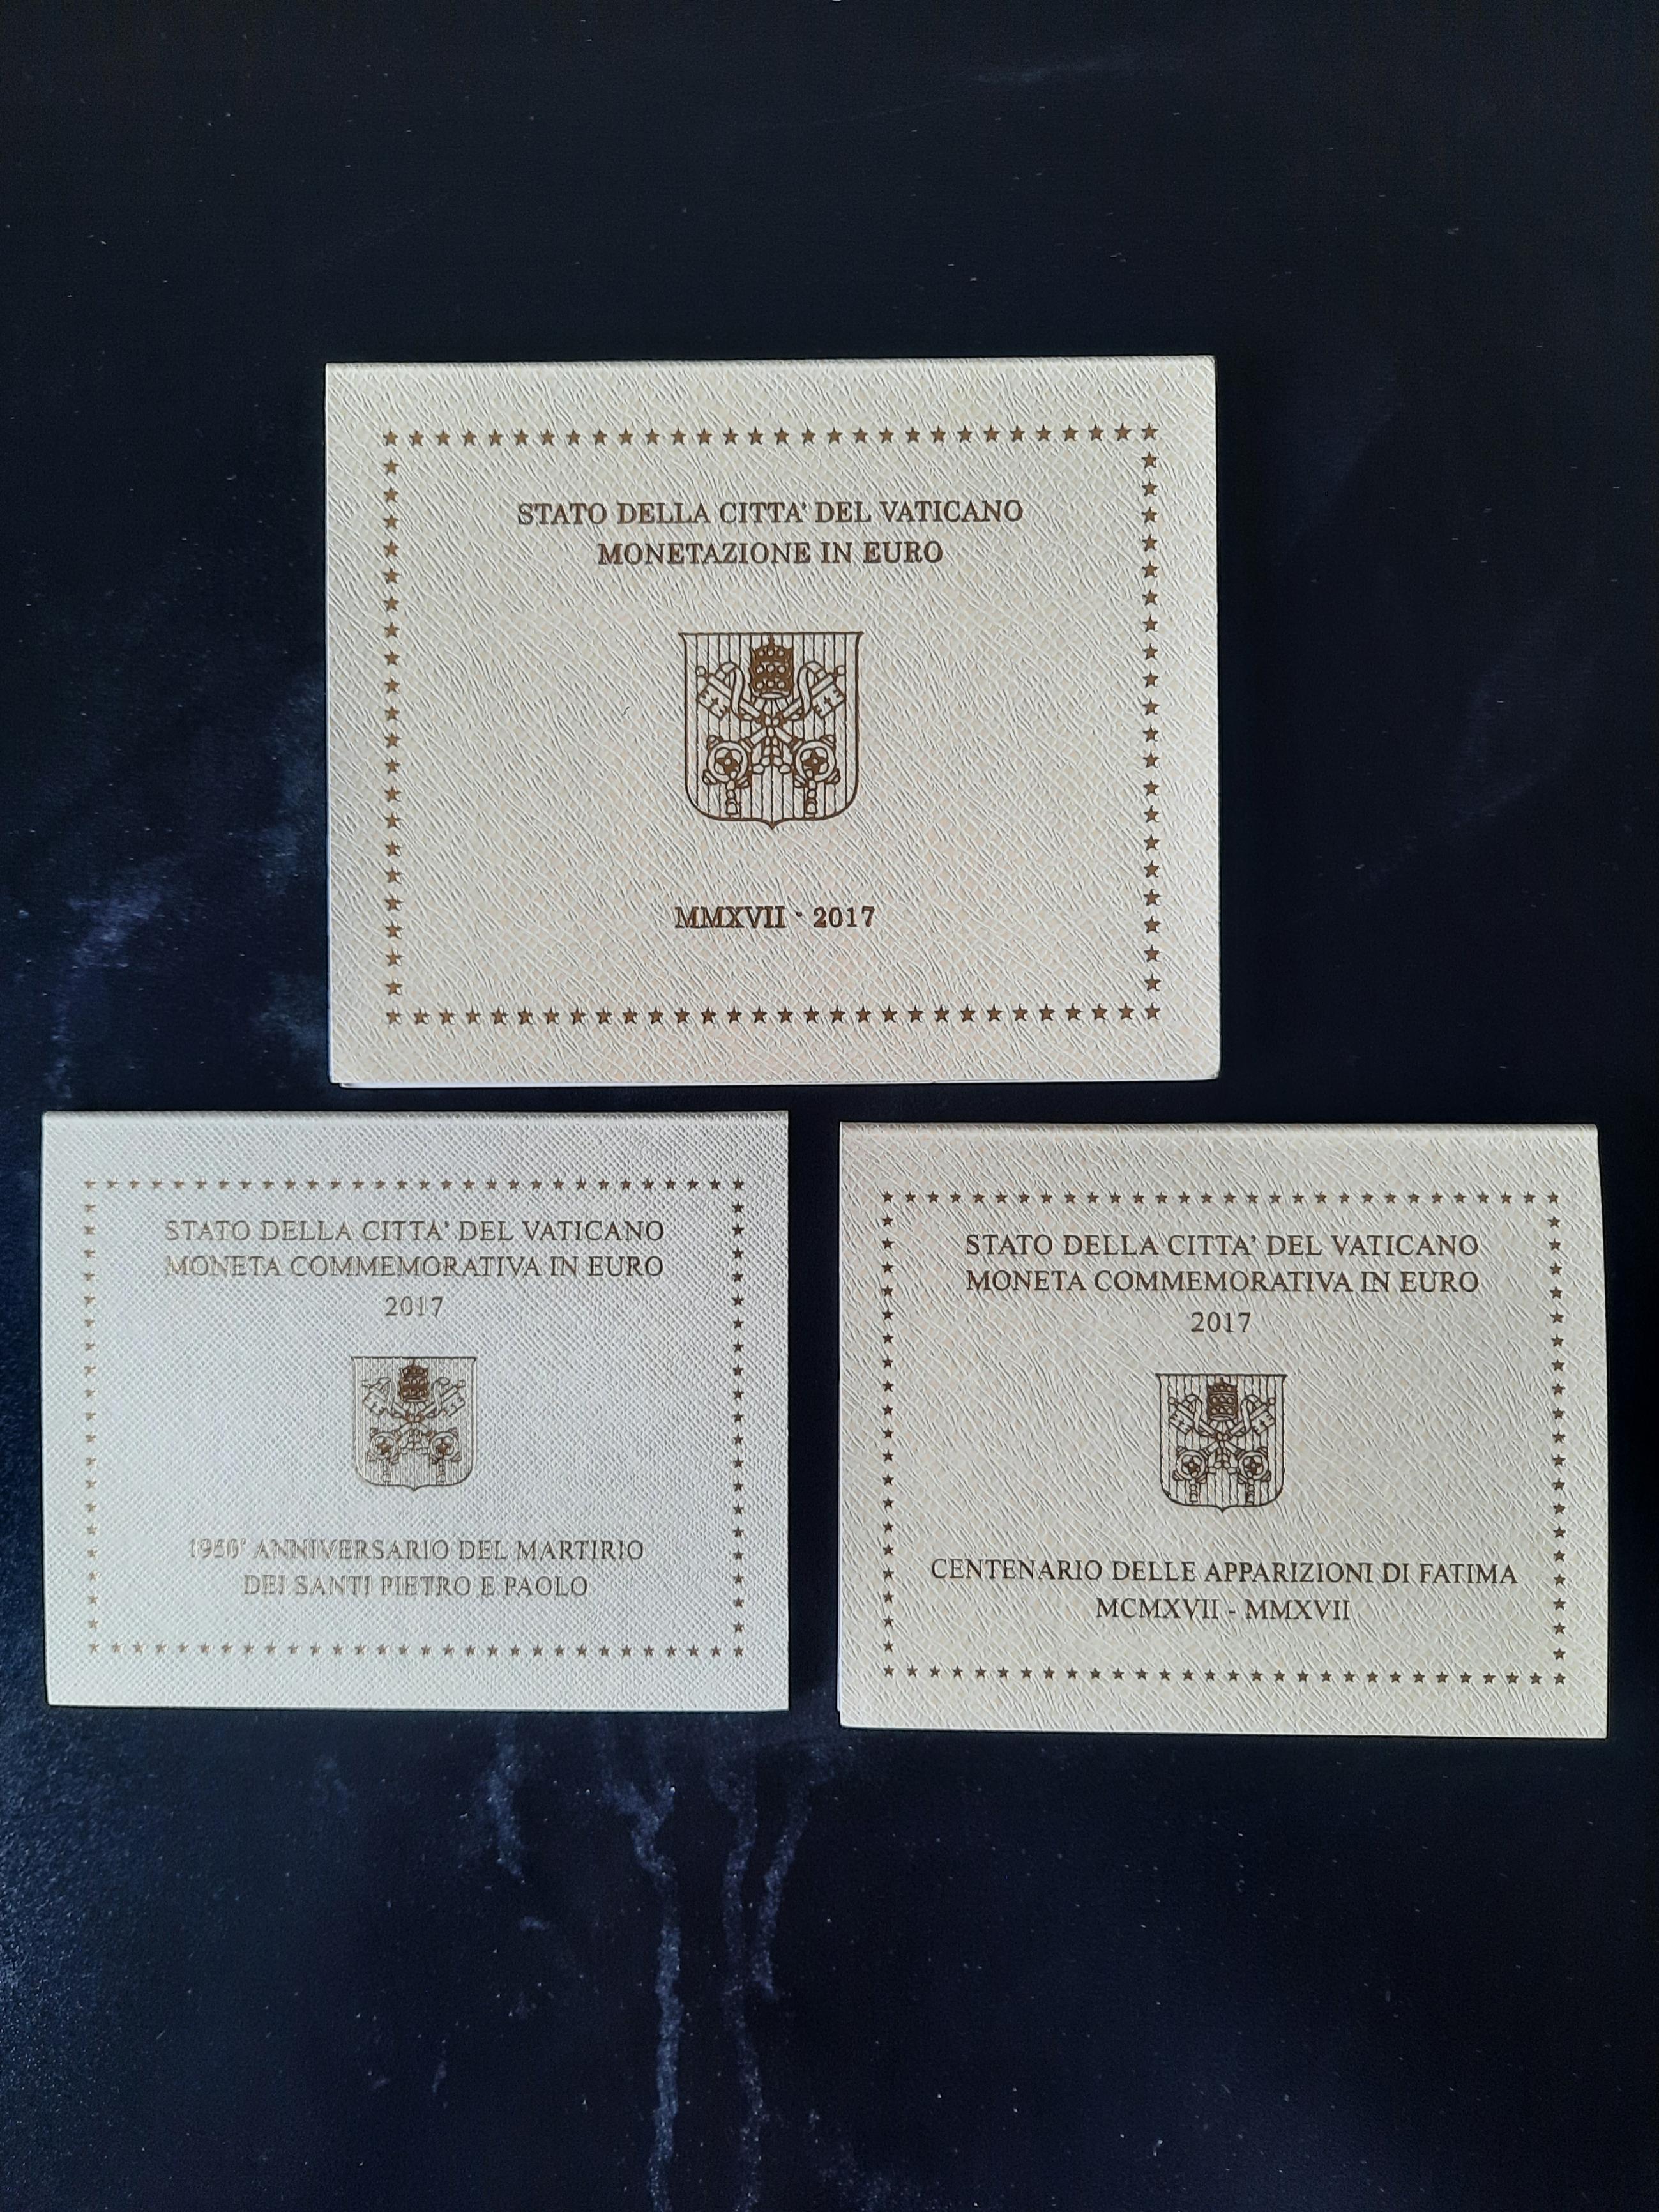 STATO DELLA CITTA' DEL VATICANO
MONETAZIONE IN EURO
MMXVII - 2017
STATO DELLA CITTA' DEL VATICANO
MONETA COMMEMORATIVA IN EURO
2017
1950° ANNIVERSARIO DEL MARTIRIO
DEI SANTI PIETRO E PAOLO
STATO DELLA CITTA' DEL VATICANO
MONETA COMMEMORATIVA IN EURO
2017
CENTENARIO DELLE APPARIZIONI DI FATIMA
MCMXVII - MMXVII